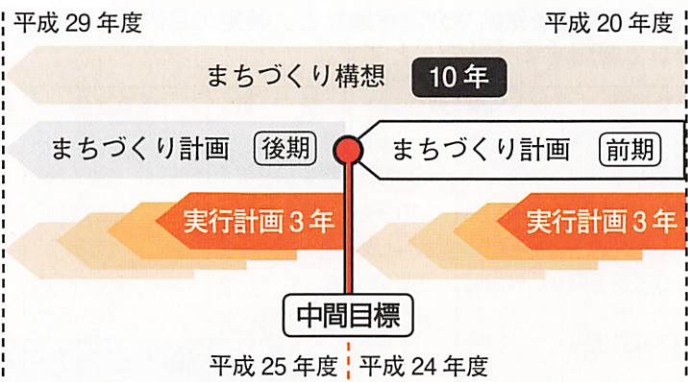 平成 29 年度 平成 20 年度
まちづくり構想 10 年
まちづくり計画 後期 まちづくり計画 前期
実行計画 3 年 実行計画 3 年
中間目標
平成 25 年度 平成 24 年度